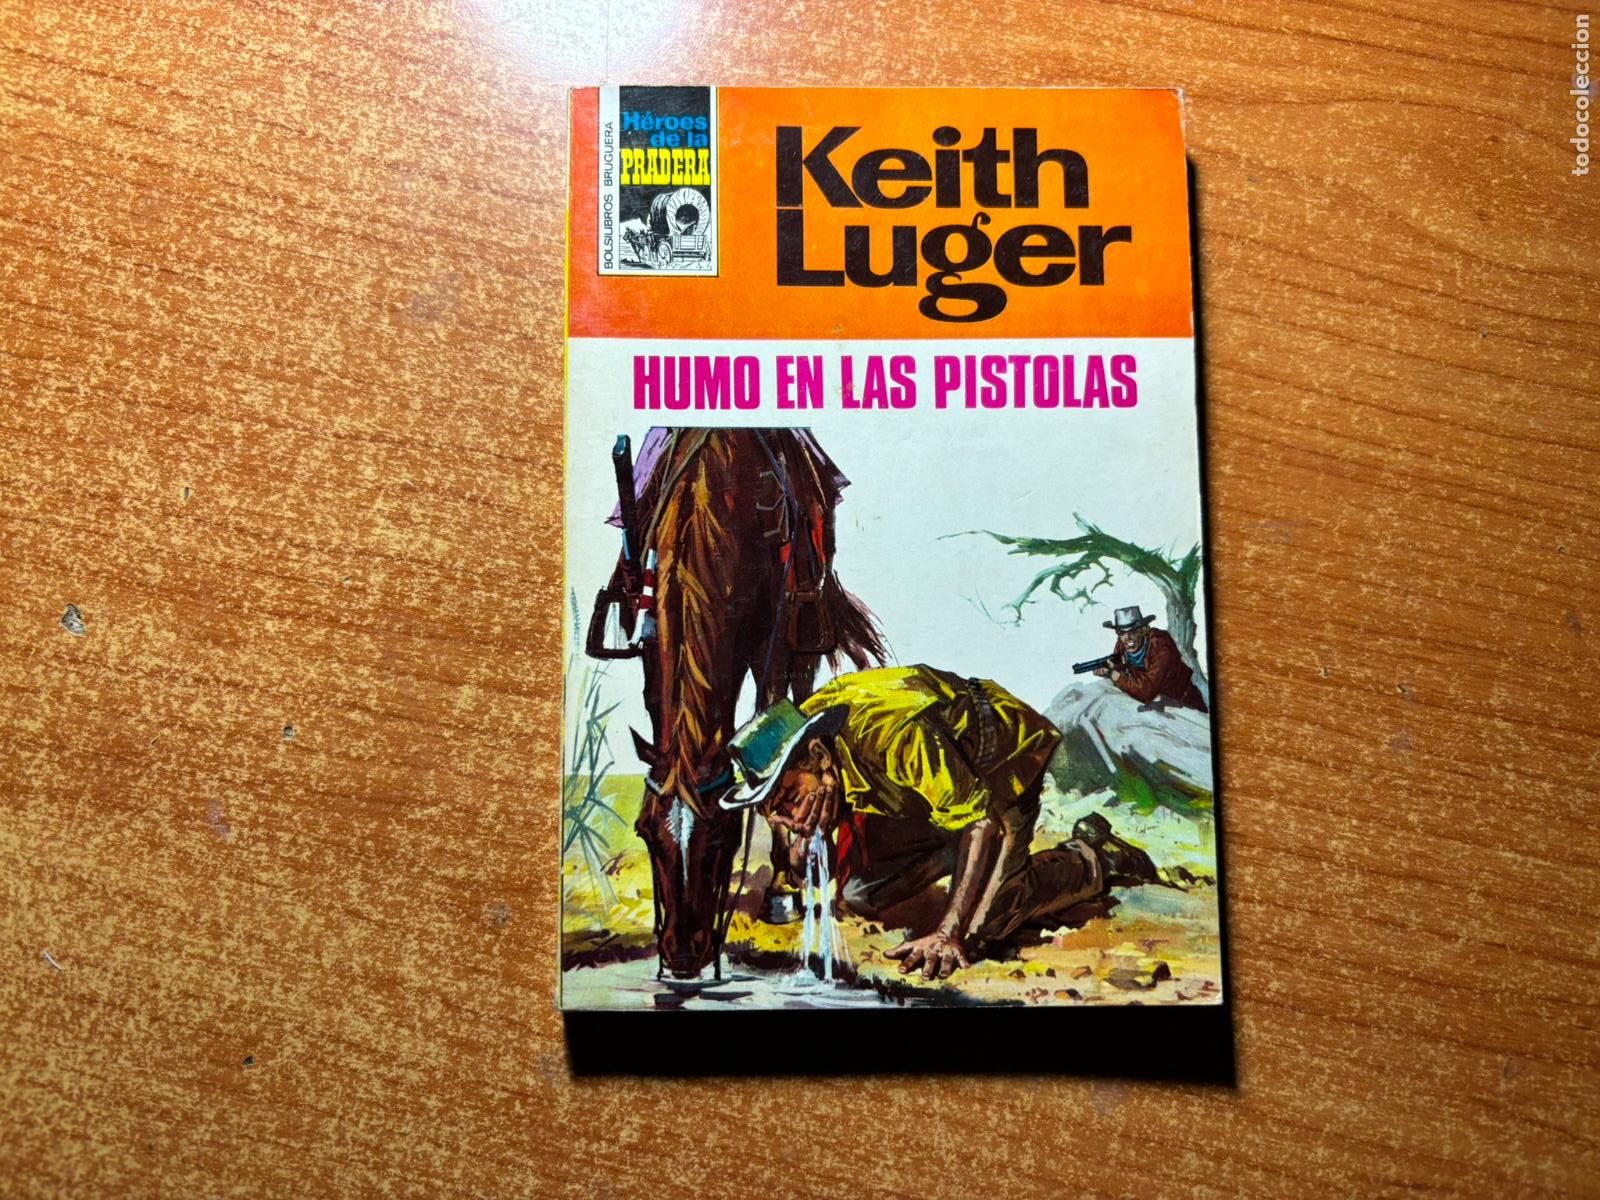 BOLSILIBROS BRUGUERA
Héroes
de la
PRADERA
Keith
Luger
HUMO EN LAS PISTOLAS
todocoleccion